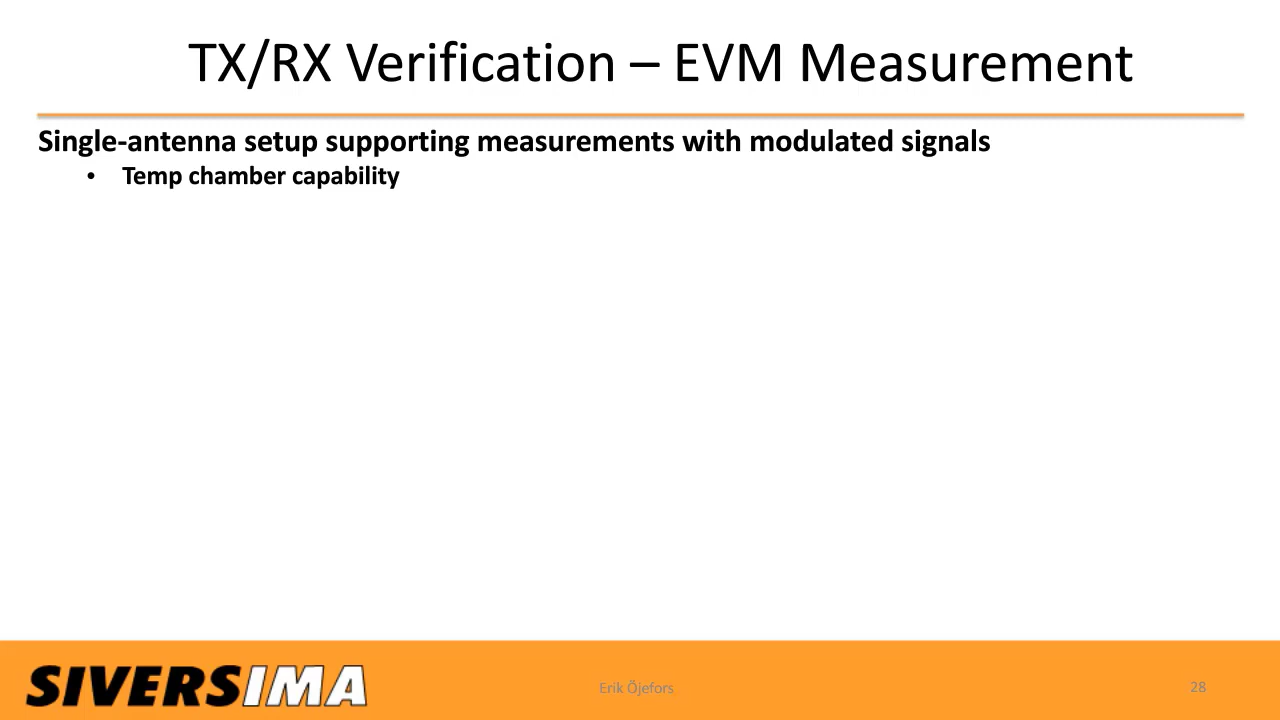 TX/RX Verification – EVM Measurement
Single-antenna setup supporting measurements with modulated signals
• Temp chamber capability
SIVERSIMA
Erik Öjefors
28